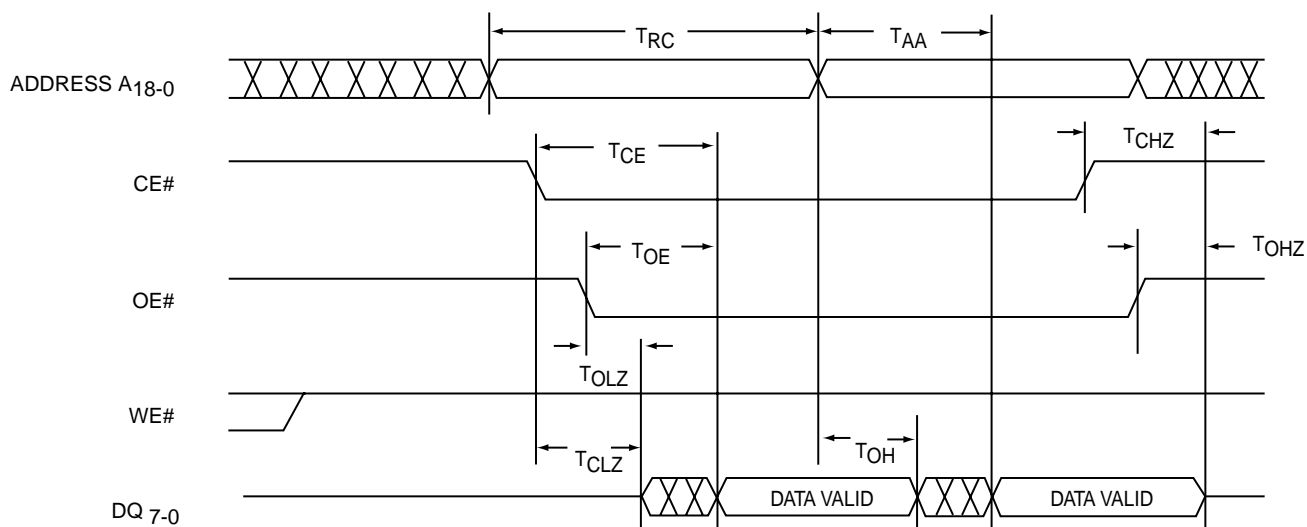 TRC
TAA
ADDRESS A18-0
TCE
TCHZ
CE#
TOE
TOHZ
OE#
TOLZ
WE#
TCLZ
TOH
DQ 7-0
DATA VALID
DATA VALID